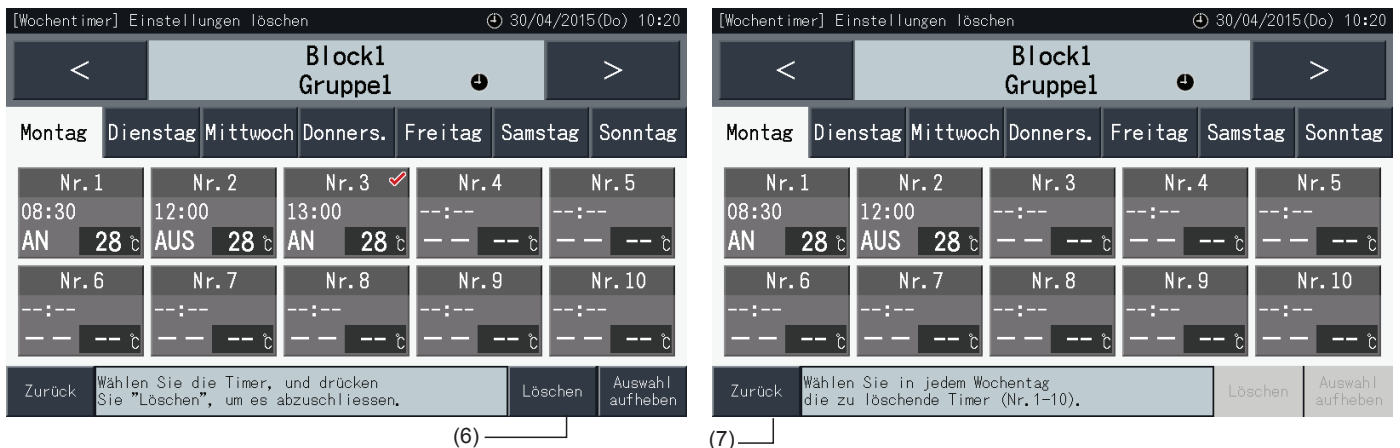 [Wochentimer] Einstellungen löschen 30/04/2015(Do) 10:20
< Block1 >
Gruppe1
Montag Dienstag Mittwoch Donners. Freitag Samstag Sonntag
Nr.1 Nr.2 Nr.3 Nr.4 Nr.5
08:30 12:00 13:00 --:-- --:--
AN 28℃ AUS 28℃ AN 28℃ -- --℃ -- --℃
Nr.6 Nr.7 Nr.8 Nr.9 Nr.10
--:-- --:-- --:-- --:-- --:--
-- --℃ -- --℃ -- --℃ -- --℃ -- --℃
Zurück
Wählen Sie die Timer, und drücken
Sie "Löschen", um es abzuschliessen.
Löschen
Auswahl
aufheben
(6)
[Wochentimer] Einstellungen löschen 30/04/2015(Do) 10:20
< Block1 >
Gruppe1
Montag Dienstag Mittwoch Donners. Freitag Samstag Sonntag
Nr.1 Nr.2 Nr.3 Nr.4 Nr.5
08:30 12:00 --:-- --:-- --:--
AN 28℃ AUS 28℃ -- --℃ -- --℃ -- --℃
Nr.6 Nr.7 Nr.8 Nr.9 Nr.10
--:-- --:-- --:-- --:-- --:--
-- --℃ -- --℃ -- --℃ -- --℃ -- --℃
Zurück
Wählen Sie in jedem Wochentag
die zu löschende Timer (Nr.1-10).
Löschen
Auswahl
aufheben
(7)